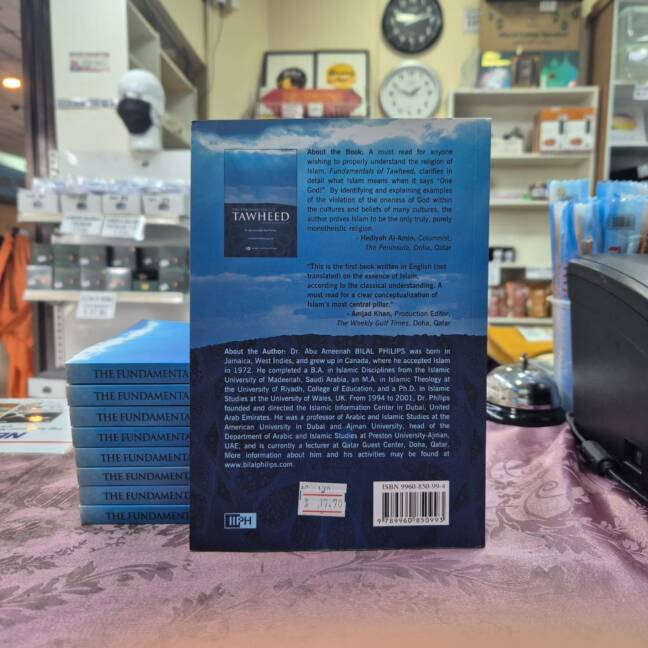 About the Book: A must read for anyone
wishing to properly understand the religion of
Islam, Fundamentals of Tawheed, clarifies in
detail what Islam means when it says "One
God!" By identifying and explaining examples
of the violation of the oneness of God within
the cultures and beliefs of many cultures, the
author proves Islam to be the only truly, purely
monotheistic religion.
- Hediyah Al-Amin, Columnist,
The Peninsula, Doha, Qatar
TAWHEED
"This is the first book written in English (not
translated) on the essence of Islam,
according to the classical understanding. A
must read for a clear conceptualization of
Islam's most central pillar."
- Amjad Khan, Production Editor,
The Weekly Gulf Times, Doha, Qatar
About the Author: Dr. Abu Ameenah BILAL PHILIPS was born in
Jamaica, West Indies, and grew up in Canada, where he accepted Islam
in 1972. He completed a B.A. in Islamic Disciplines from the Islamic
University of Madeenah, Saudi Arabia, an M.A. in Islamic Theology at
the University of Riyadh, College of Education, and a Ph.D. in Islamic
Studies at the University of Wales, UK. From 1994 to 2001, Dr. Philips
founded and directed the Islamic Information Center in Dubai, United
Arab Emirates. He was a professor of Arabic and Islamic Studies at the
American University in Dubai and Ajman University, head of the
Department of Arabic and Islamic Studies at Preston University-Ajman,
UAE, and is currently a lecturer at Qatar Guest Center, Doha, Qatar.
More information about him and his activities may be found at
www.bilalphilips.com.
ISBN 9960-850-99-4
9 789960 850993
IIPH
THE FUNDAMENTA
THE FUNDAMENTA
THE FUNDAMENTA
THE FUNDAMENTA
THE FUNDAMENTA
THE FUNDAMENTA
THE FUNDAMENTA
THE FUNDAMENTA